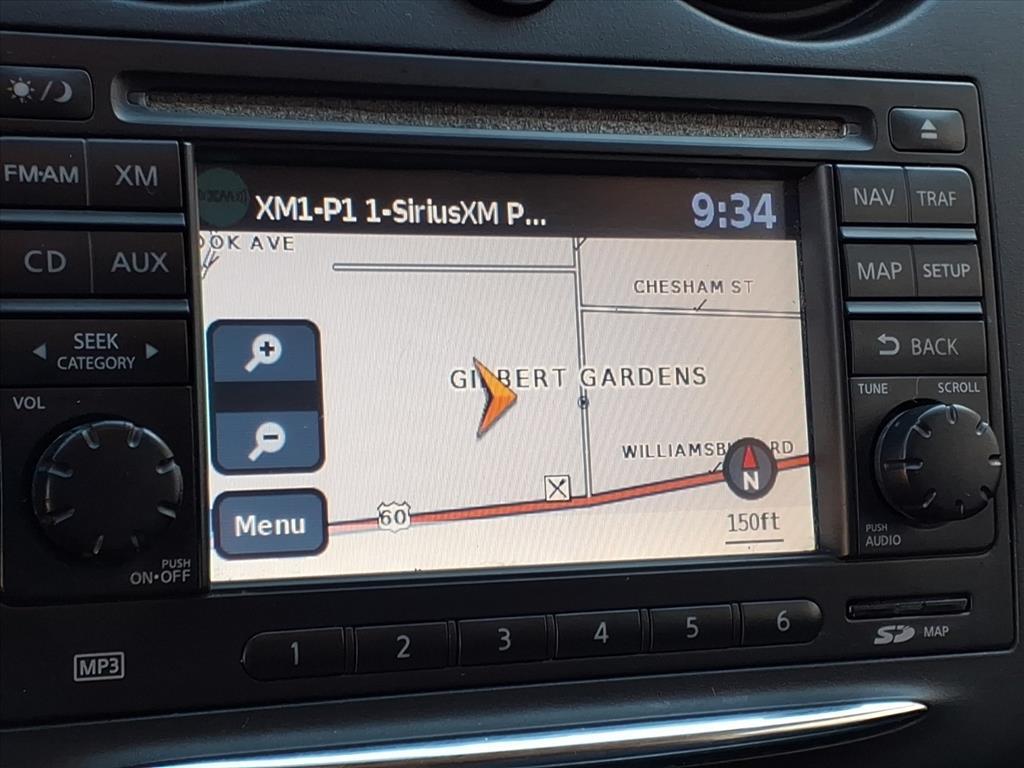 FM·AM
XM
CD
AUX
SEEK
CATEGORY
VOL
PUSH
ON•OFF
XM
XM1-P1 1-SiriusXM P...
9:34
OOK AVE
CHESHAM ST
GILBERT GARDENS
RD
60
N
150ft
Menu
NAV
TRAF
MAP
SETUP
BACK
TUNE
SCROLL
PUSH
AUDIO
1
2
3
4
5
6
MP3
SD
MAP